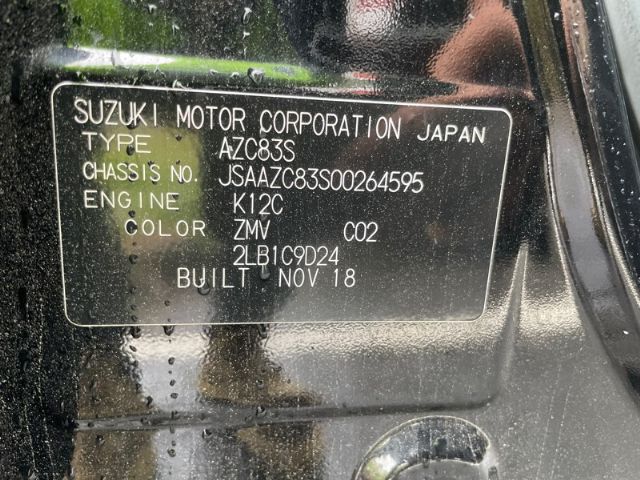 SUZUKI MOTOR CORPORATION JAPAN
TYPE AZC83S
CHASSIS NO. JSAAZC83S00264595
ENGINE K12C
COLOR ZMV C02
2LB1C9D24
BUILT NOV 18